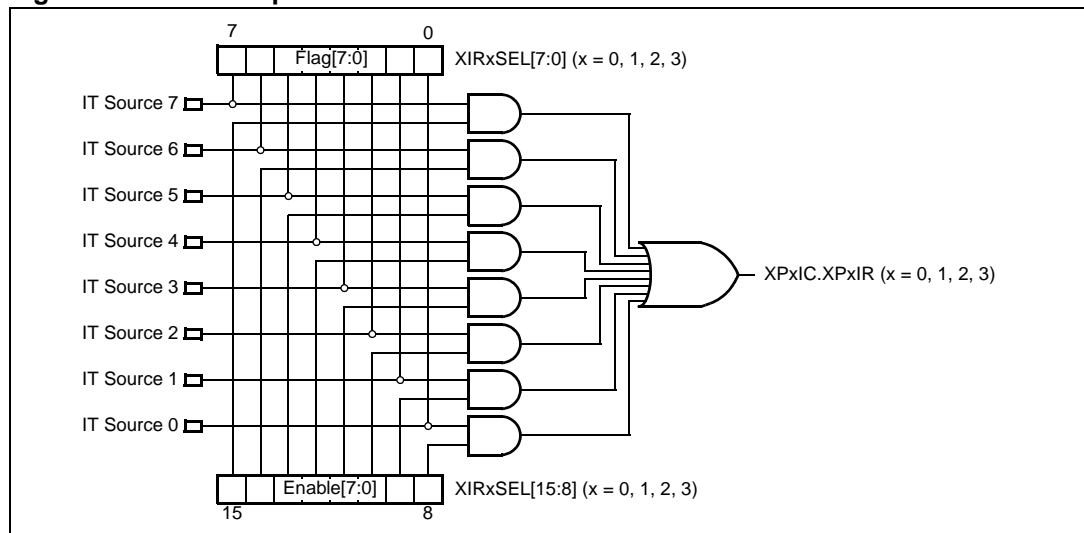 7 0
Flag[7:0] XIRxSEL[7:0] (x = 0, 1, 2, 3)
IT Source 7
IT Source 6
IT Source 5
IT Source 4
IT Source 3
XPxIC.XPxIR (x = 0, 1, 2, 3)
IT Source 2
IT Source 1
IT Source 0
Enable[7:0] XIRxSEL[15:8] (x = 0, 1, 2, 3)
15 8